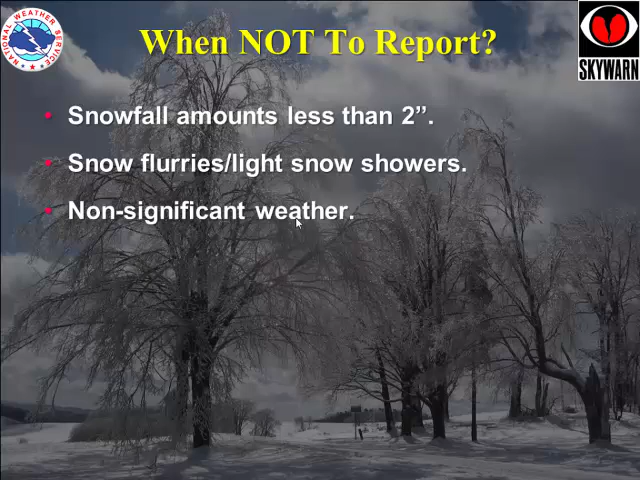 When NOT To Report?
NATIONAL WEATHER SERVICE
SKYWARN
• Snowfall amounts less than 2”.
• Snow flurries/light snow showers.
• Non-significant weather.